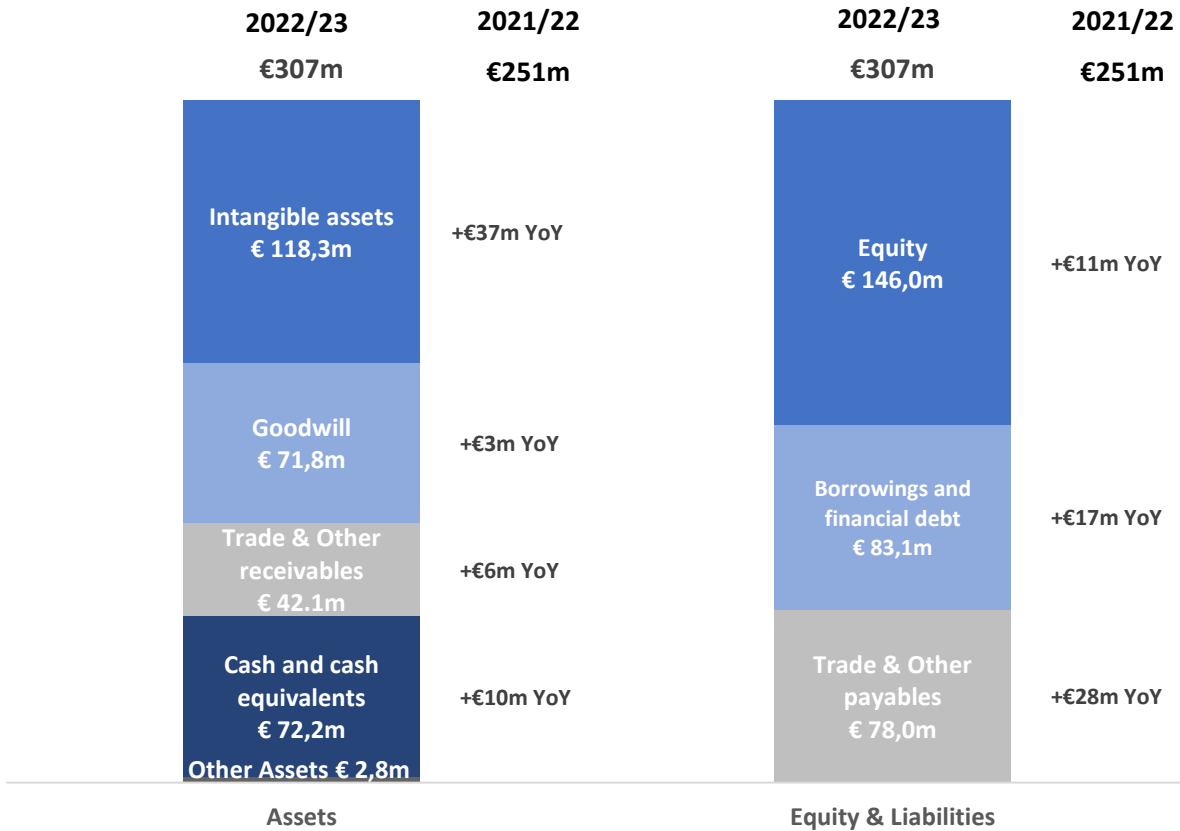 2022/23
2021/22
€307m
€251m
Intangible assets
€ 118,3m
+€37m YoY
Goodwill
€ 71,8m
+€3m YoY
Trade & Other
receivables
€ 42.1m
+€6m YoY
Cash and cash
equivalents
€ 72,2m
+€10m YoY
Other Assets € 2,8m
Assets
2022/23
2021/22
€307m
€251m
Equity
€ 146,0m
+€11m YoY
Borrowings and
financial debt
€ 83,1m
+€17m YoY
Trade & Other
payables
€ 78,0m
+€28m YoY
Equity & Liabilities